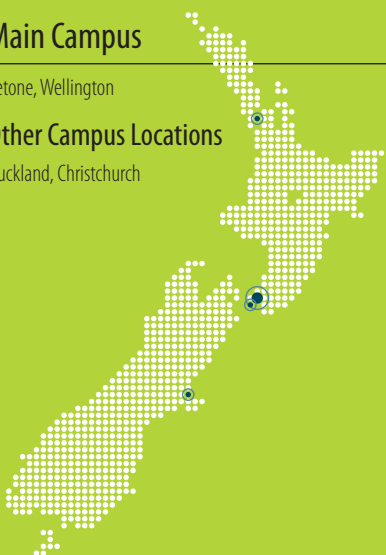 Main Campus
etone, Wellington
ther Campus Locations
uckland, Christchurch